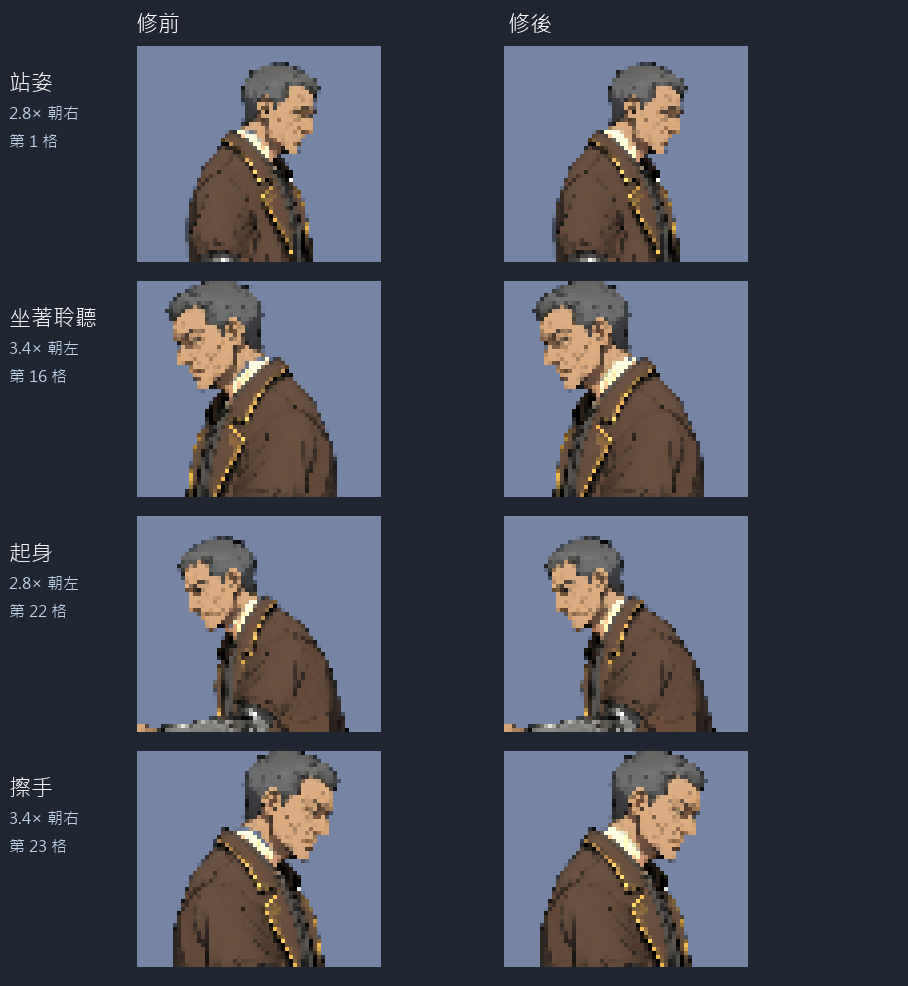 修前
修後
站姿
2.8× 朝右
第 1 格
坐著聆聽
3.4× 朝左
第 16 格
起身
2.8× 朝左
第 22 格
擦手
3.4× 朝右
第 23 格